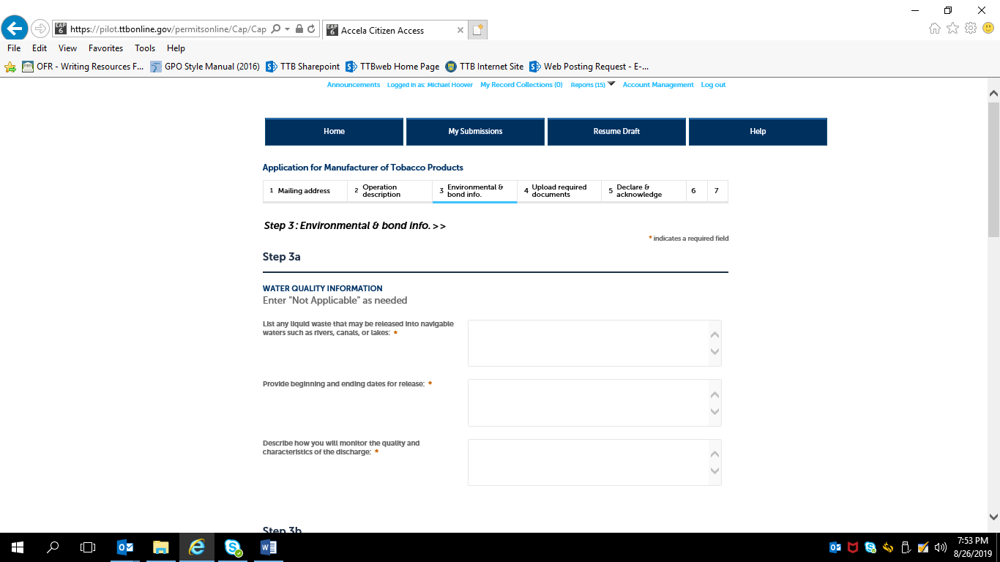 https://pilot.ttbonline.gov/permitsonline/Cap/Cap
EAP 6 Accela Citizen Access
File Edit View Favorites Tools Help
OFR - Writing Resources F... GPO Style Manual (2016) TTB Sharepoint TTBweb Home Page TTB Internet Site Web Posting Request - E-...
Announcements Logged in as: Michael Hoover My Record Collections (0) Reports (15) Account Management Log out
Home My Submissions Resume Draft Help
Application for Manufacturer of Tobacco Products
1 Mailing address 2 Operation description 3 Environmental & bond info. 4 Upload required documents 5 Declare & acknowledge 6 7
Step 3 : Environmental & bond info. >>
* indicates a required field
Step 3a
WATER QUALITY INFORMATION
Enter "Not Applicable" as needed
List any liquid waste that may be released into navigable
waters such as rivers, canals, or lakes: *
Provide beginning and ending dates for release: *
Describe how you will monitor the quality and
characteristics of the discharge: *
Step 3b
7:53 PM
8/26/2019